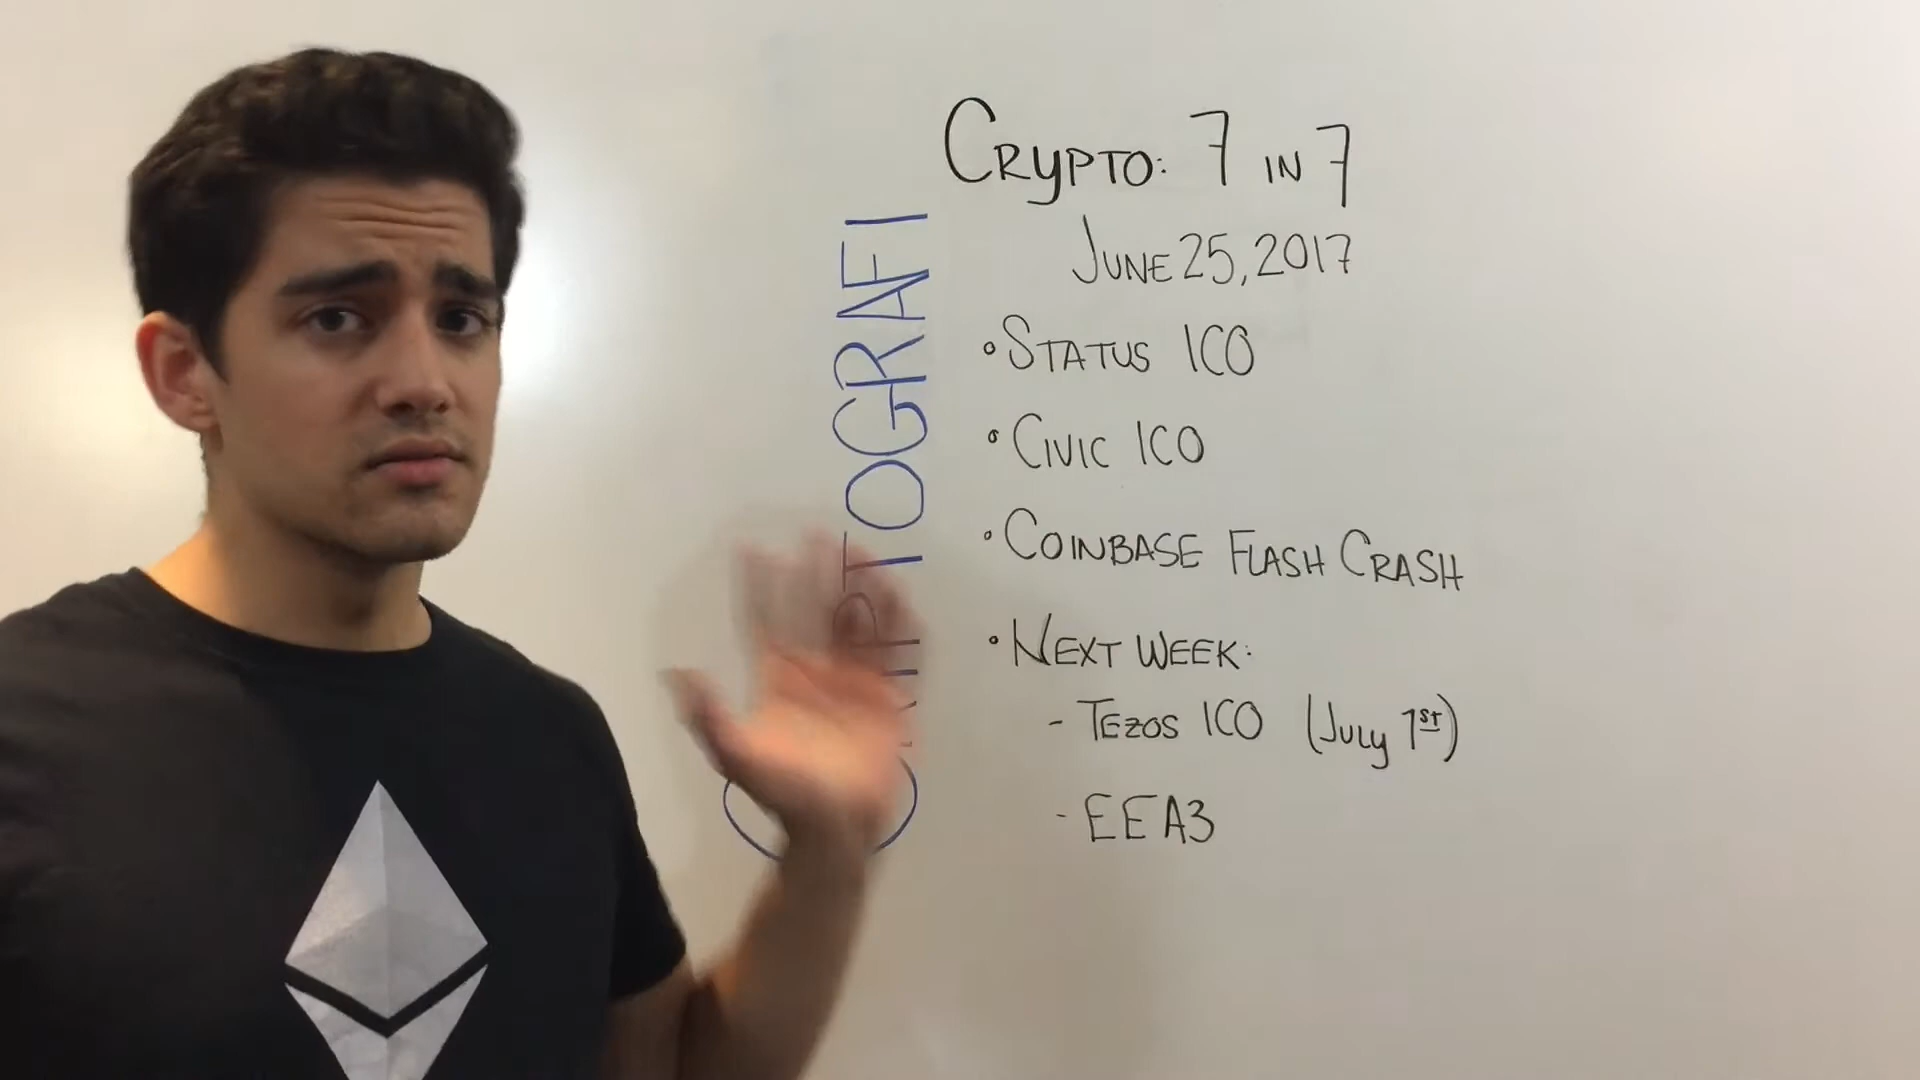 CRYPTO: 7 IN 7
JUNE 25, 2017
• STATUS ICO
• CIVIC ICO
• COINBASE FLASH CRASH
• NEXT WEEK:
- TEZOS ICO (JULY 1st)
- EEA3